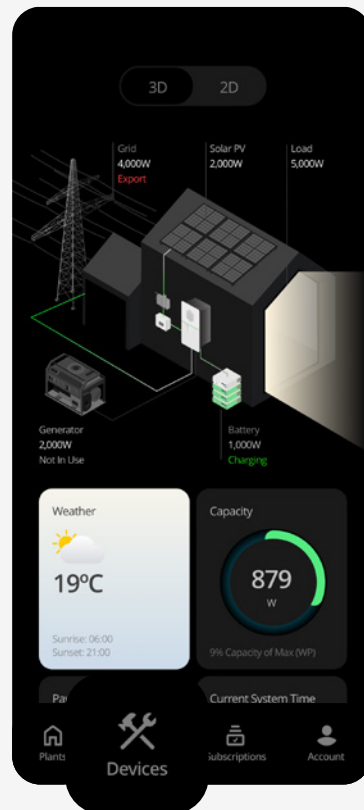 3D 2D
Grid
4,000W
Export
Solar PV
2,000W
Load
5,000W
Generator
2,000W
Not In Use
Battery
1,000W
Charging
Weather
19°C
Sunrise: 06:00
Sunset: 21:00
Capacity
879
W
9% Capacity of Max (WP)
Current System Time
Plants
Devices
Account